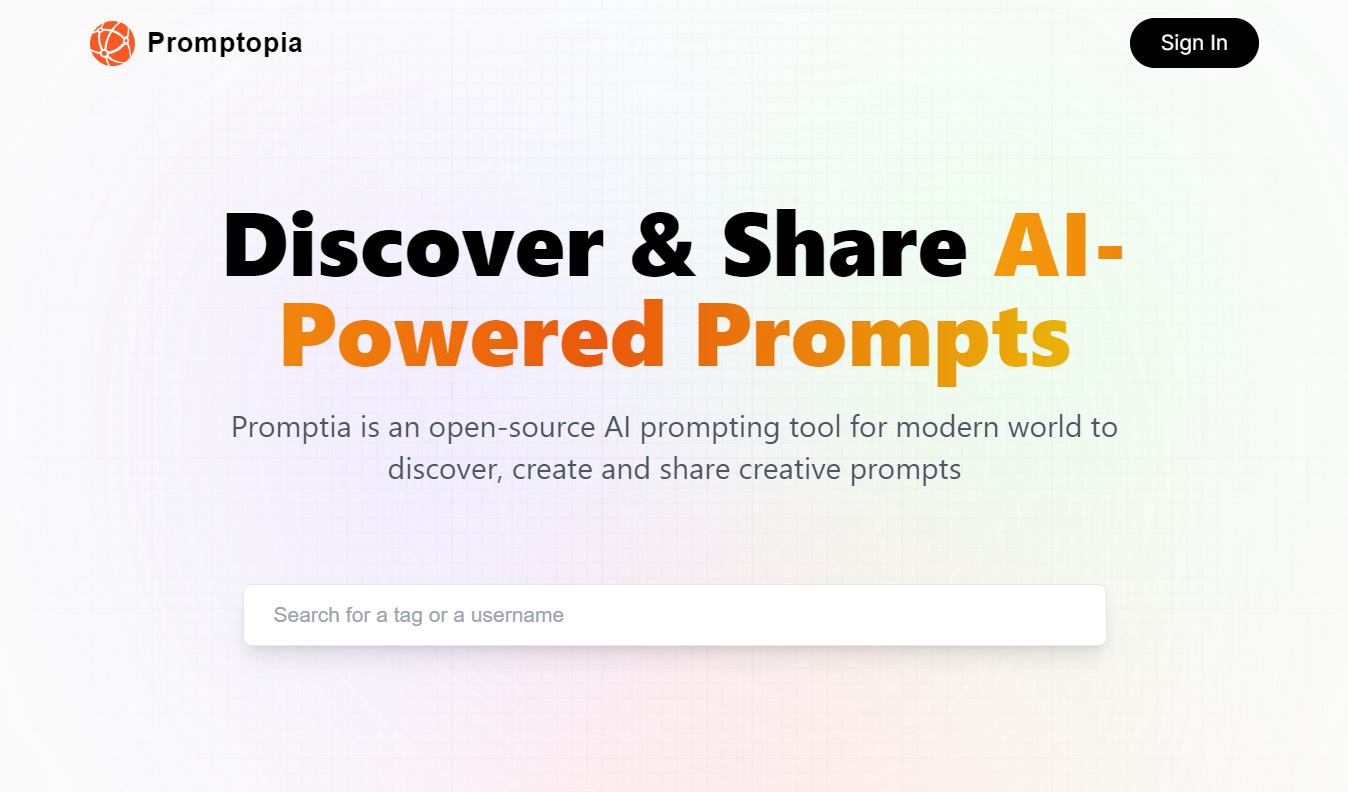 Promptopia
Sign In
Discover & Share AI-
Powered Prompts
Promptia is an open-source AI prompting tool for modern world to
discover, create and share creative prompts
Search for a tag or a username